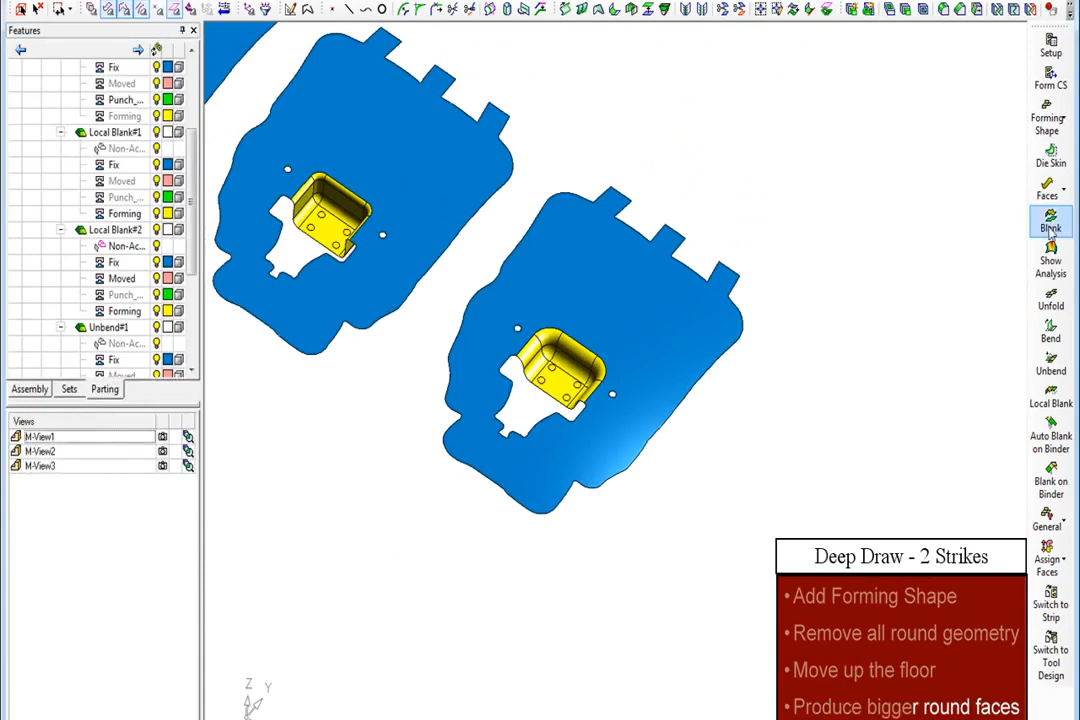 Features
Fix
Moved
Punch_...
Forming
Local Blank#1
Non-Ac...
Fix
Moved
Punch_...
Forming
Local Blank#2
Non-Ac...
Fix
Moved
Punch_...
Forming
Unbend#1
Non-Ac...
Fix
Moved
Assembly Sets Parting
Views
M-View1
M-View2
M-View3
Z
Y
Setup
Form CS
Forming
Shape
Die Skin
Faces
Blank
Show
Analysis
Unfold
Bend
Unbend
Local Blank
Auto Blank
on Binder
Blank on
Binder
General
Assign
Faces
Switch to
Strip
Switch to
Tool
Design
Deep Draw - 2 Strikes
•Add Forming Shape
•Remove all round geometry
•Move up the floor
•Produce bigger round faces